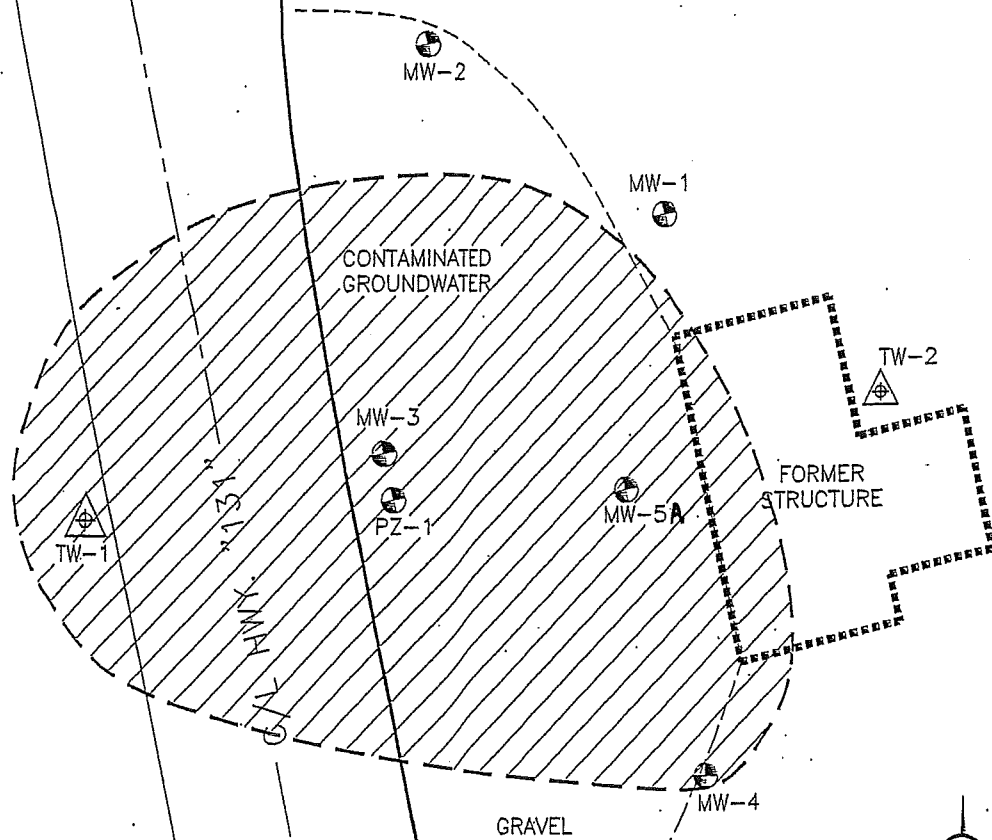 MW-2
MW-1
CONTAMINATED
GROUNDWATER
TW-2
MW-3
FORMER
STRUCTURE
PZ-1
MW-5A
TW-1
C/L HWY. "131"
MW-4
GRAVEL